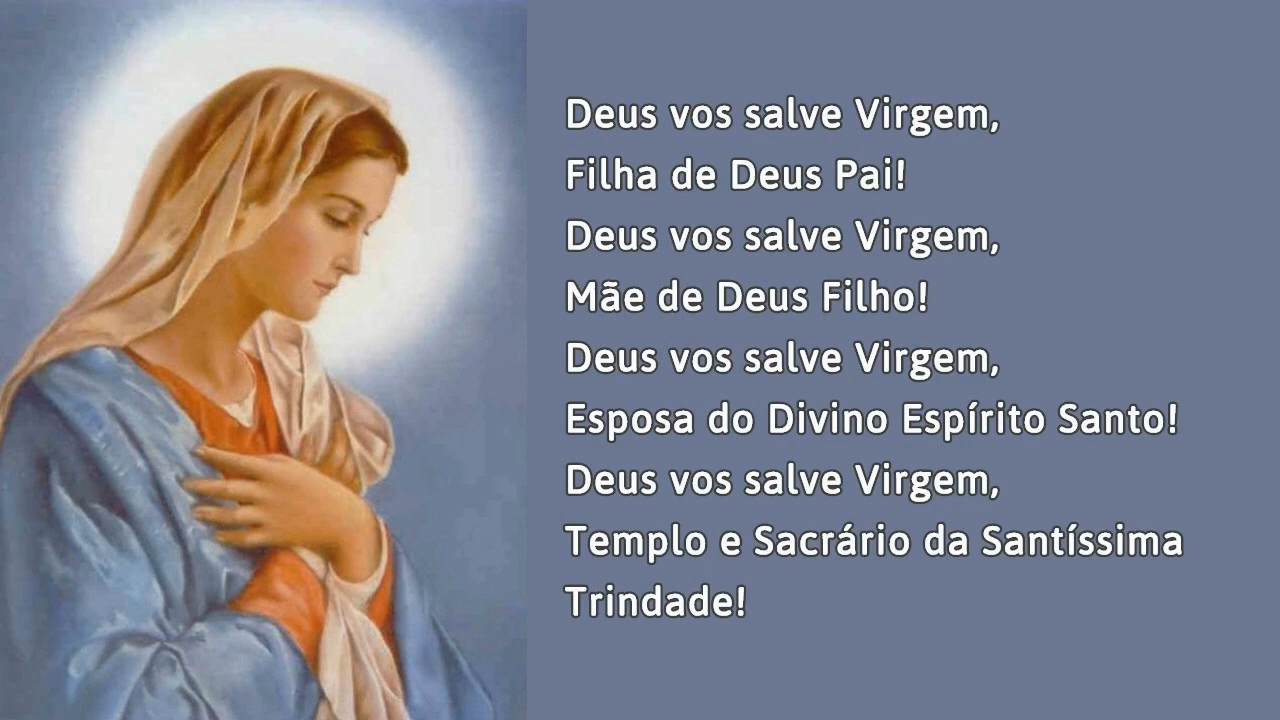 Deus vos salve Virgem,
Filha de Deus Pai!
Deus vos salve Virgem,
Mãe de Deus Filho!
Deus vos salve Virgem,
Esposa do Divino Espírito Santo!
Deus vos salve Virgem,
Templo e Sacrário da Santíssima
Trindade!